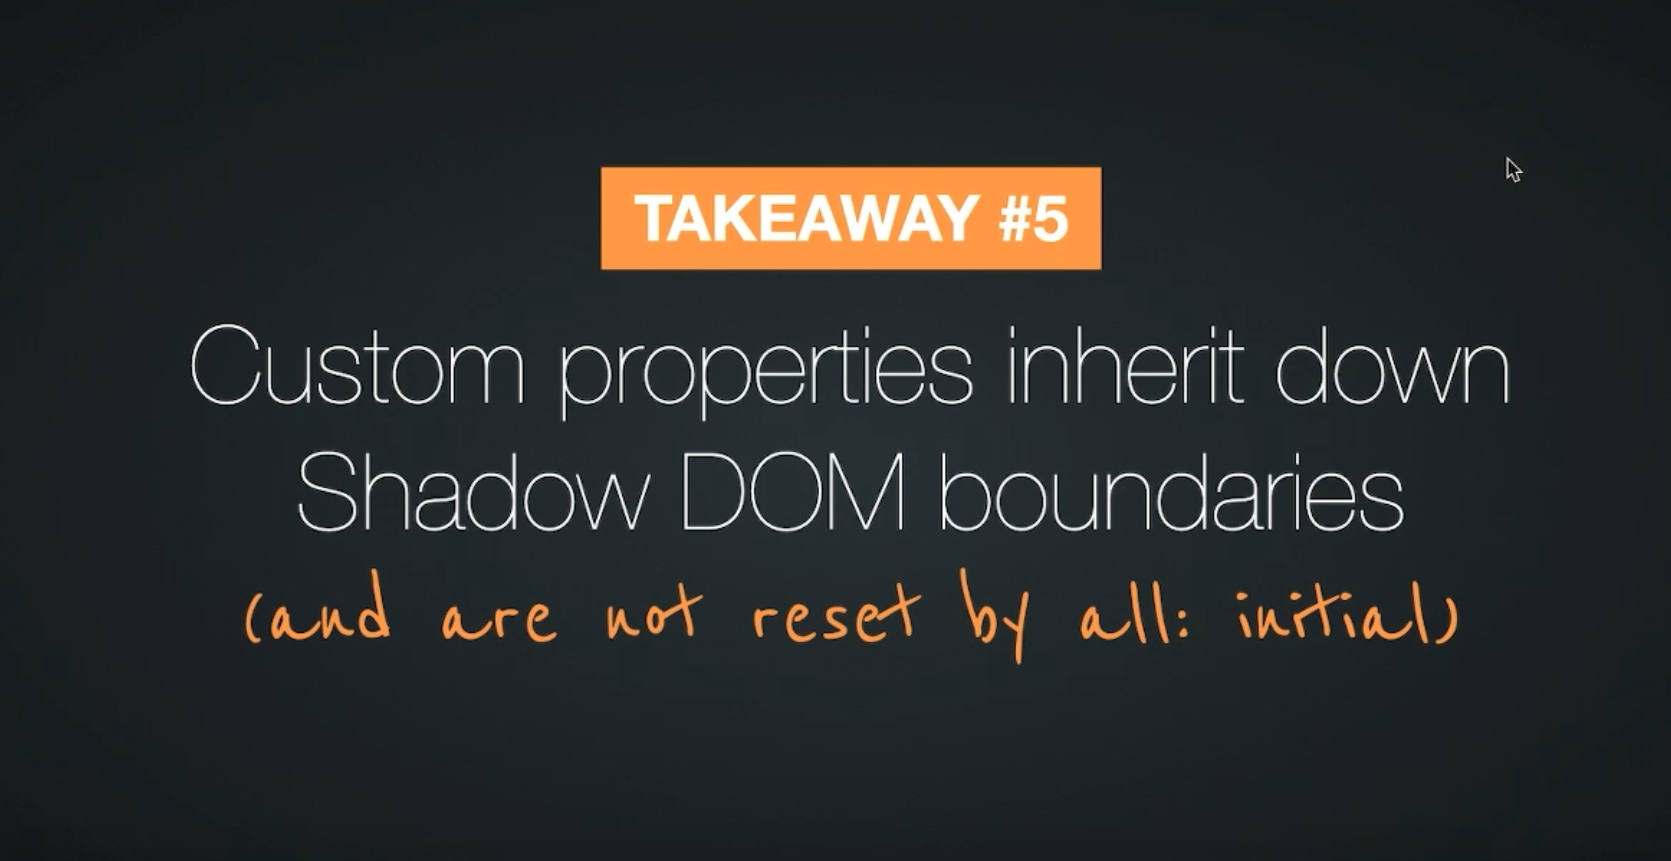 TAKEAWAY #5
Custom properties inherit down
Shadow DOM boundaries
(and are not reset by all: initial)